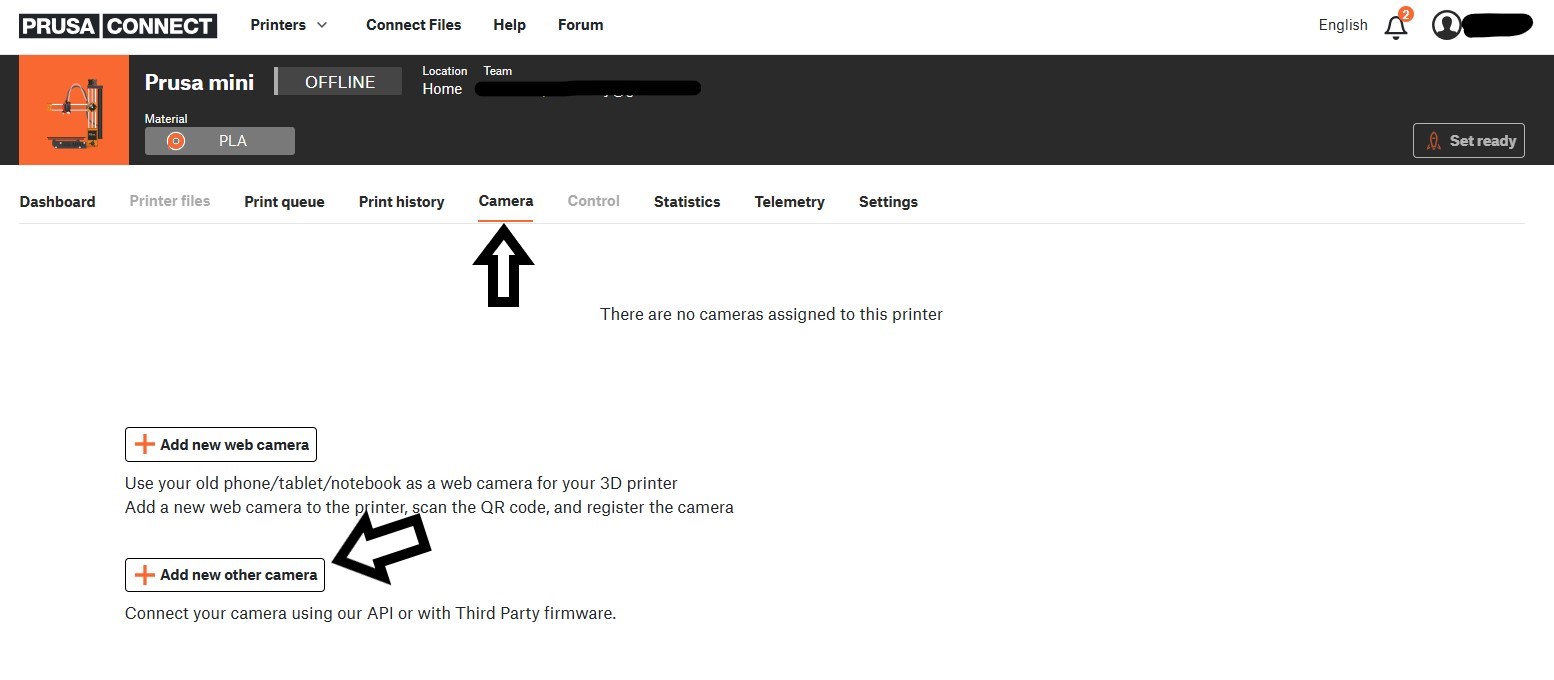 PRUSA CONNECT Printers Connect Files Help Forum English 2
Prusa mini OFFLINE
Location Team
Home
Material
PLA
Set ready
Dashboard Printer files Print queue Print history Camera Control Statistics Telemetry Settings
There are no cameras assigned to this printer
Add new web camera
Use your old phone/tablet/notebook as a web camera for your 3D printer
Add a new web camera to the printer, scan the QR code, and register the camera
Add new other camera
Connect your camera using our API or with Third Party firmware.